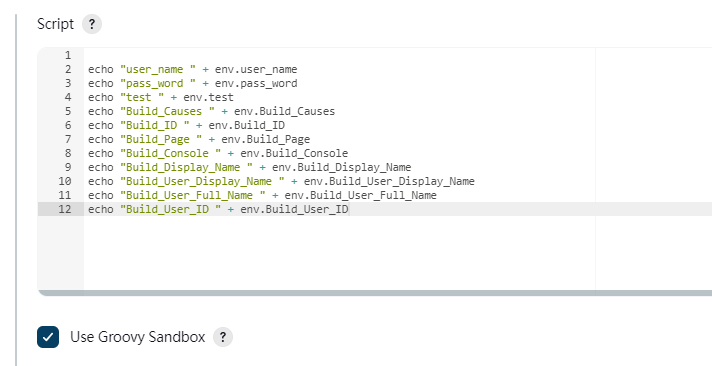 Script ?
1
2 echo "user_name " + env.user_name
3 echo "pass_word " + env.pass_word
4 echo "test " + env.test
5 echo "Build_Causes " + env.Build_Causes
6 echo "Build_ID " + env.Build_ID
7 echo "Build_Page " + env.Build_Page
8 echo "Build_Console " + env.Build_Console
9 echo "Build_Display_Name " + env.Build_Display_Name
10 echo "Build_User_Display_Name " + env.Build_User_Display_Name
11 echo "Build_User_Full_Name " + env.Build_User_Full_Name
12 echo "Build_User_ID " + env.Build_User_ID
Use Groovy Sandbox ?